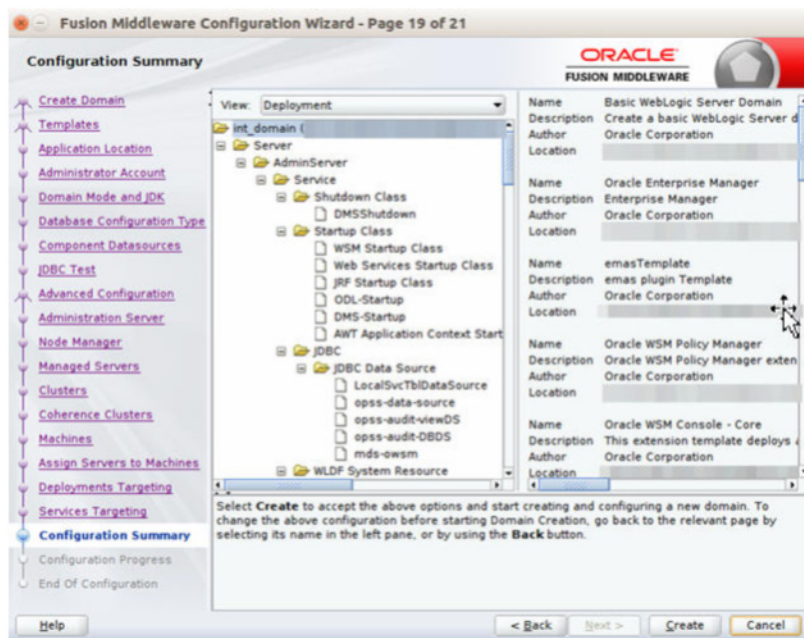 Fusion Middleware Configuration Wizard - Page 19 of 21
Configuration Summary
ORACLE
FUSION MIDDLEWARE
Create Domain
Templates
Application Location
Administrator Account
Domain Mode and JDK
Database Configuration Type
Component Datasources
JDBC Test
Advanced Configuration
Administration Server
Node Manager
Managed Servers
Clusters
Coherence Clusters
Machines
Assign Servers to Machines
Deployments Targeting
Services Targeting
Configuration Summary
Configuration Progress
End Of Configuration
View: Deployment
int_domain (
Server
AdminServer
Service
Shutdown Class
DMSShutdown
Startup Class
WSM Startup Class
Web Services Startup Class
JRF Startup Class
ODL-Startup
DMS-Startup
AWT Application Context Start
JDBC
JDBC Data Source
LocalSvcTblDataSource
opss-data-source
opss-audit-viewDS
opss-audit-DBDS
mds-owsm
WLDF System Resource
Name Basic WebLogic Server Domain
Description Create a basic WebLogic Server d
Author Oracle Corporation
Location
Name Oracle Enterprise Manager
Description Enterprise Manager
Author Oracle Corporation
Location
Name emasTemplate
Description emas plugin Template
Author Oracle Corporation
Location
Name Oracle WSM Policy Manager
Description Oracle WSM Policy Manager exten
Author Oracle Corporation
Location
Name Oracle WSM Console - Core
Description This extension template deploys
Author Oracle Corporation
Location
Select Create to accept the above options and start creating and configuring a new domain. To
change the above configuration before starting Domain Creation, go back to the relevant page by
selecting its name in the left pane, or by using the Back button.
Help
< Back
Next >
Create
Cancel